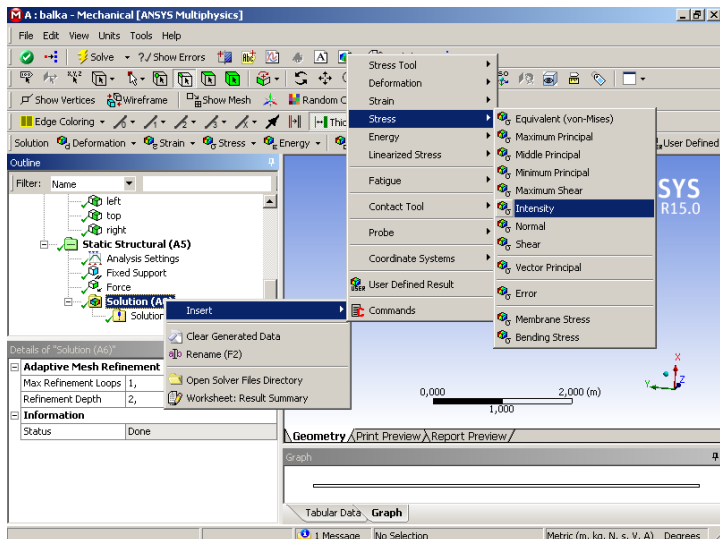 A : balka - Mechanical [ANSYS Multiphysics]
File Edit View Units Tools Help
Solve ?./ Show Errors
Show Vertices Wireframe Show Mesh Random C
Edge Coloring Thic
Solution Deformation Strain Stress Energy User Defined
Outline
Filter: Name
left
top
right
Static Structural (A5)
Analysis Settings
Fixed Support
Force
Solution (A6)
Solution
Insert
Clear Generated Data
Rename (F2)
Open Solver Files Directory
Worksheet: Result Summary
Stress Tool
Deformation
Strain
Stress
Energy
Linearized Stress
Fatigue
Contact Tool
Probe
Coordinate Systems
User Defined Result
Commands
Equivalent (von-Mises)
Maximum Principal
Middle Principal
Minimum Principal
Maximum Shear
Intensity
Normal
Shear
Vector Principal
Error
Membrane Stress
Bending Stress
SYS
R15.0
Details of "Solution (A6)"
Adaptive Mesh Refinement
Max Refinement Loops 1,
Refinement Depth 2,
Information
Status Done
0,000 2,000 (m)
1,000
X
Y Z
Geometry Print Preview Report Preview
Graph
Tabular Data Graph
1 Message No Selection Metric (m, kg, N, s, V, A) Degrees